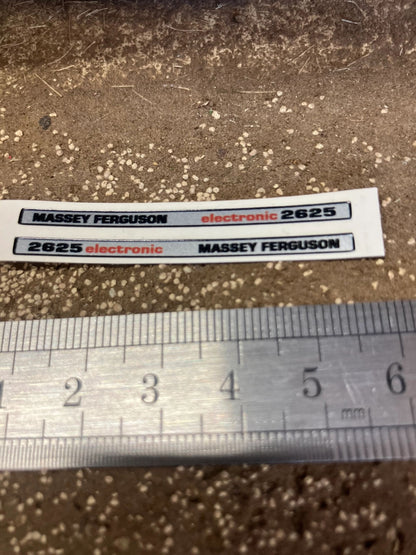 MASSEY FERGUSON electronic 2625
2625 electronic MASSEY FERGUSON
1 2 3 4 5 6
mm